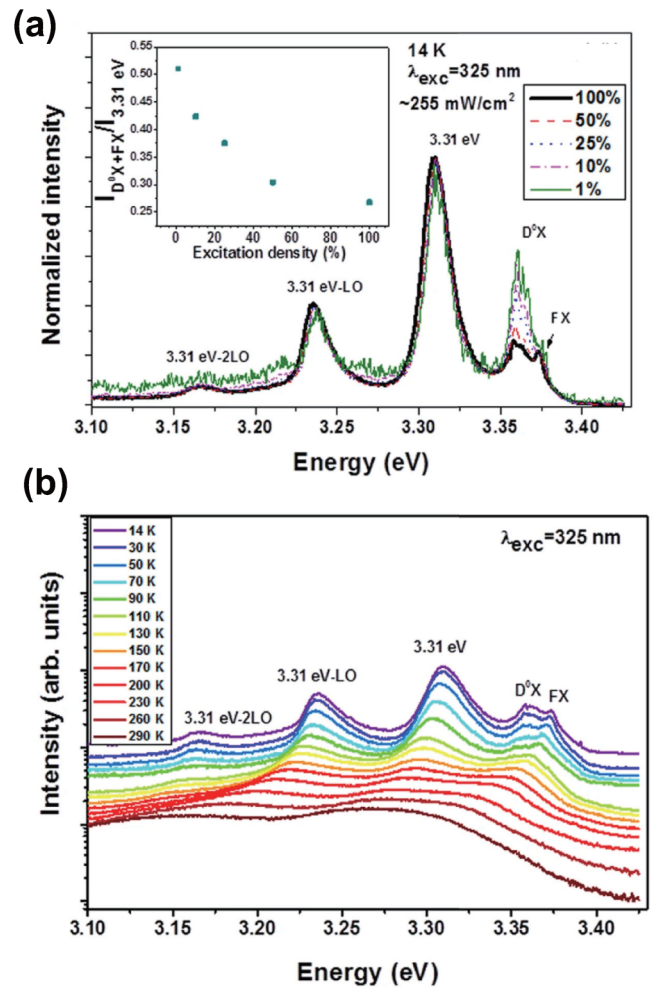 (a)
14 K
λexc=325 nm
~255 mW/cm²
3.31 eV
100%
50%
25%
10%
1%
I D⁰X+FX/I 3.31 eV
0.55
0.50
0.45
0.40
0.35
0.30
0.25
0 20 40 60 80 100
Excitation density (%)
D⁰X
FX
3.31 eV-LO
3.31 eV-2LO
Normalized intensity
3.10 3.15 3.20 3.25 3.30 3.35 3.40
Energy (eV)
(b)
14 K
30 K
50 K
70 K
90 K
110 K
130 K
150 K
170 K
200 K
230 K
260 K
290 K
λexc=325 nm
3.31 eV
3.31 eV-LO
D⁰X FX
3.31 eV-2LO
Intensity (arb. units)
3.10 3.15 3.20 3.25 3.30 3.35 3.40
Energy (eV)